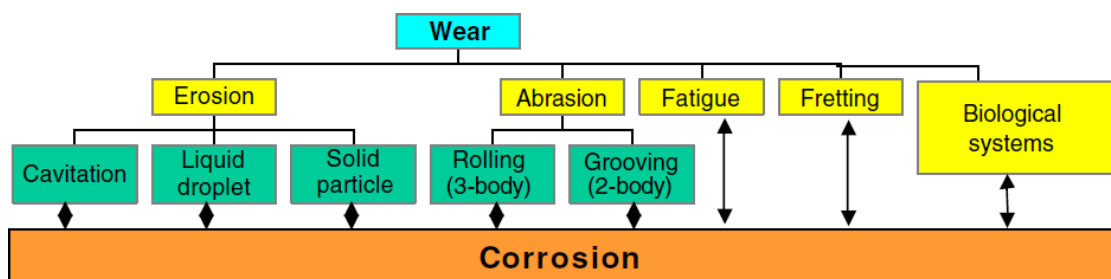 Wear
Erosion
Abrasion
Fatigue
Fretting
Biological
systems
Cavitation
Liquid
droplet
Solid
particle
Rolling
(3-body)
Grooving
(2-body)
Corrosion